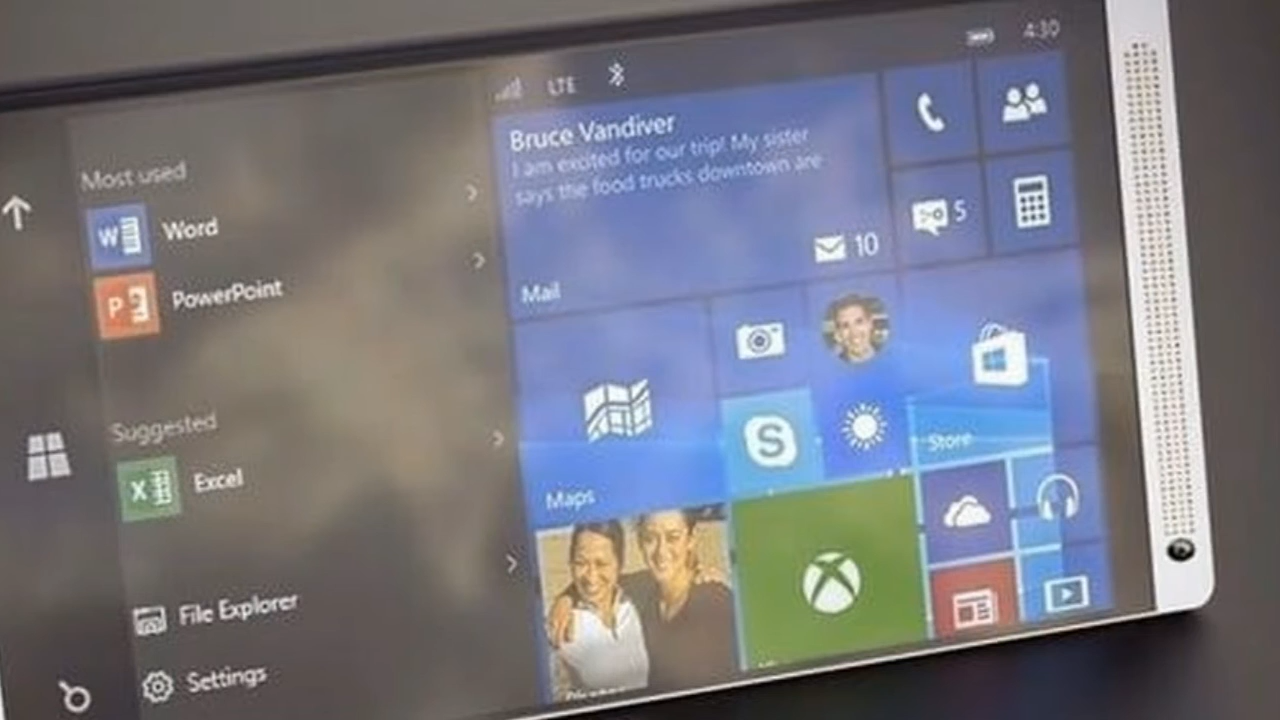 LTE
4:30
Most used
Word
PowerPoint
Suggested
Excel
File Explorer
Settings
Bruce Vandiver
I am excited for our trip! My sister
says the food trucks downtown are
10
Mail
5
Maps
Store